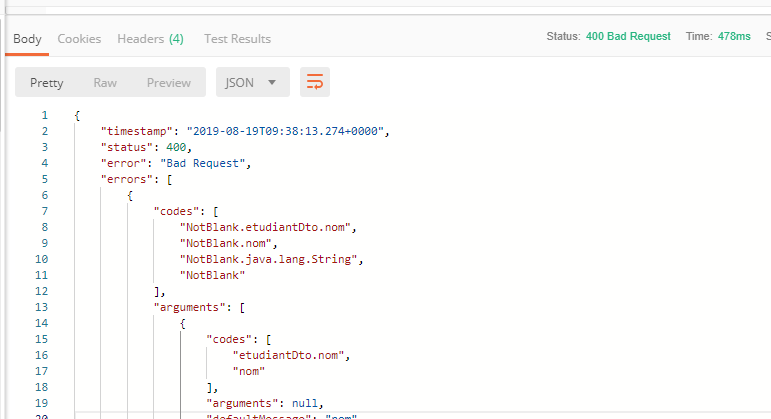 Body Cookies Headers (4) Test Results Status: 400 Bad Request Time: 478ms S
Pretty Raw Preview JSON
1 {
2 "timestamp": "2019-08-19T09:38:13.274+0000",
3 "status": 400,
4 "error": "Bad Request",
5 "errors": [
6 {
7 "codes": [
8 "NotBlank.etudiantDto.nom",
9 "NotBlank.nom",
10 "NotBlank.java.lang.String",
11 "NotBlank"
12 ],
13 "arguments": [
14 {
15 "codes": [
16 "etudiantDto.nom",
17 "nom"
18 ],
19 "arguments": null,
20 "defaultMessage": "nom"